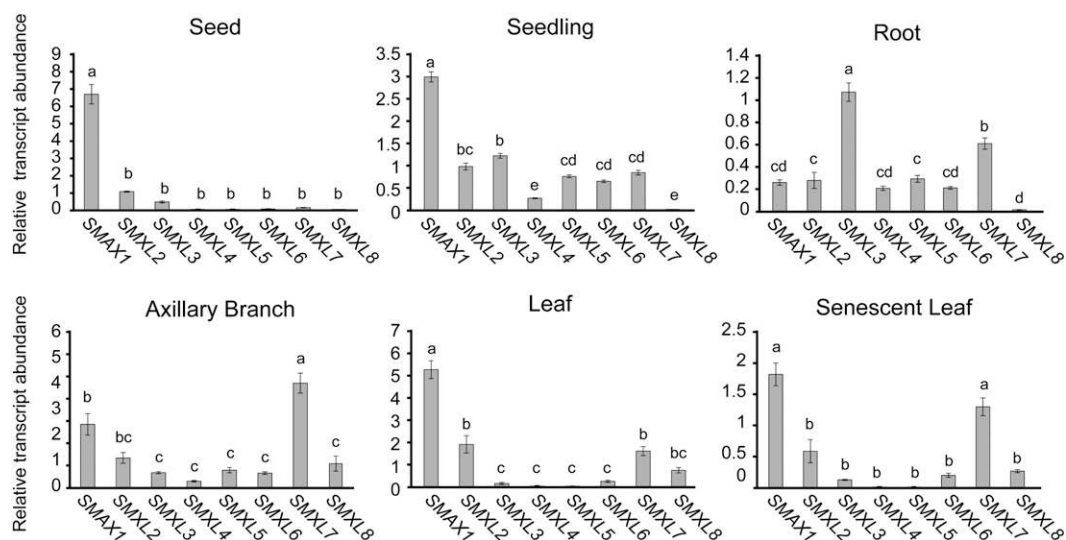 Seed
Relative transcript abundance
9
8
7
6
5
4
3
2
1
0
a
b
b
b
b
b
b
b
SMAX1
SMXL2
SMXL3
SMXL4
SMXL5
SMXL6
SMXL7
SMXL8
Seedling
3.5
3
2.5
2
1.5
1
0.5
0
a
bc
b
e
cd
cd
cd
e
SMAX1
SMXL2
SMXL3
SMXL4
SMXL5
SMXL6
SMXL7
SMXL8
Root
1.4
1.2
1
0.8
0.6
0.4
0.2
0
cd
c
a
cd
c
cd
b
d
SMAX1
SMXL2
SMXL3
SMXL4
SMXL5
SMXL6
SMXL7
SMXL8
Axillary Branch
Relative transcript abundance
6
5
4
3
2
2
1
0
b
bc
c
c
c
c
a
c
SMAX1
SMXL2
SMXL3
SMXL4
SMXL5
SMXL6
SMXL7
SMXL8
Leaf
7
6
5
4
3
2
1
0
a
b
c
c
c
c
b
bc
SMAX1
SMXL2
SMXL3
SMXL4
SMXL5
SMXL6
SMXL7
SMXL8
Senescent Leaf
2.5
2
1.5
1
0.5
0
a
b
b
b
b
b
a
b
SMAX1
SMXL2
SMXL3
SMXL4
SMXL5
SMXL6
SMXL7
SMXL8